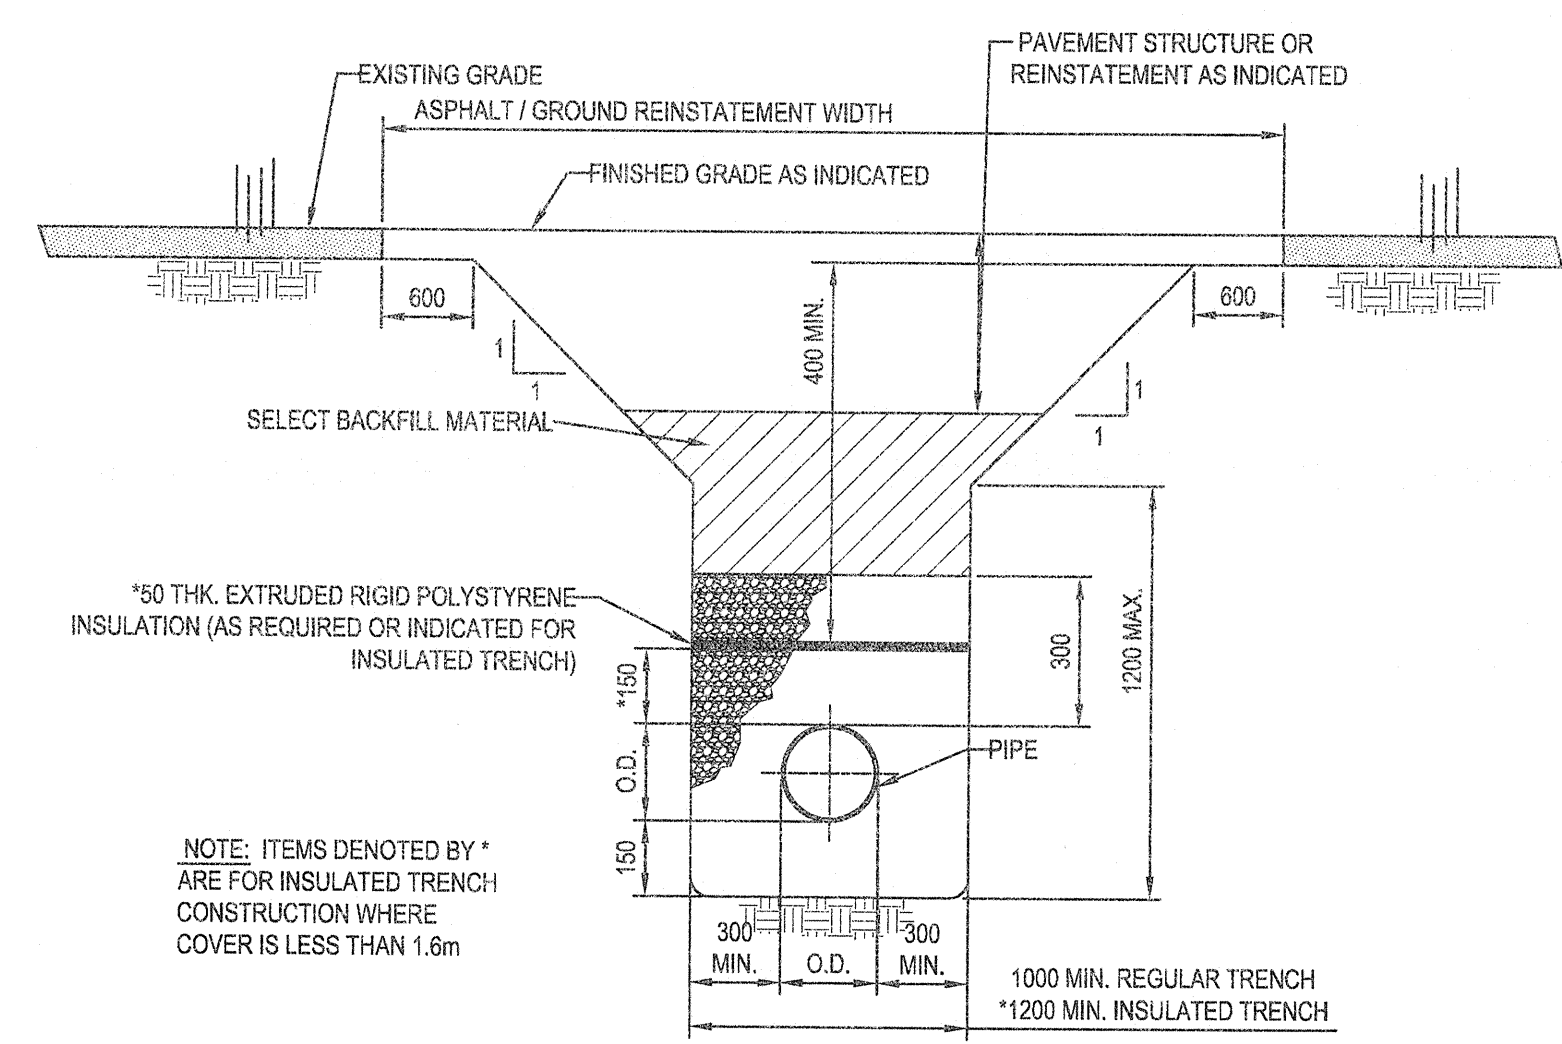 PAVEMENT STRUCTURE OR
REINSTATEMENT AS INDICATED
EXISTING GRADE
ASPHALT / GROUND REINSTATEMENT WIDTH
FINISHED GRADE AS INDICATED
600
600
400 MIN.
1
1
1
1
SELECT BACKFILL MATERIAL
*50 THK. EXTRUDED RIGID POLYSTYRENE
INSULATION (AS REQUIRED OR INDICATED FOR
INSULATED TRENCH)
*150
300
1200 MAX.
O.D.
PIPE
150
NOTE: ITEMS DENOTED BY *
ARE FOR INSULATED TRENCH
CONSTRUCTION WHERE
COVER IS LESS THAN 1.6m
300
MIN.
O.D.
300
MIN.
1000 MIN. REGULAR TRENCH
*1200 MIN. INSULATED TRENCH